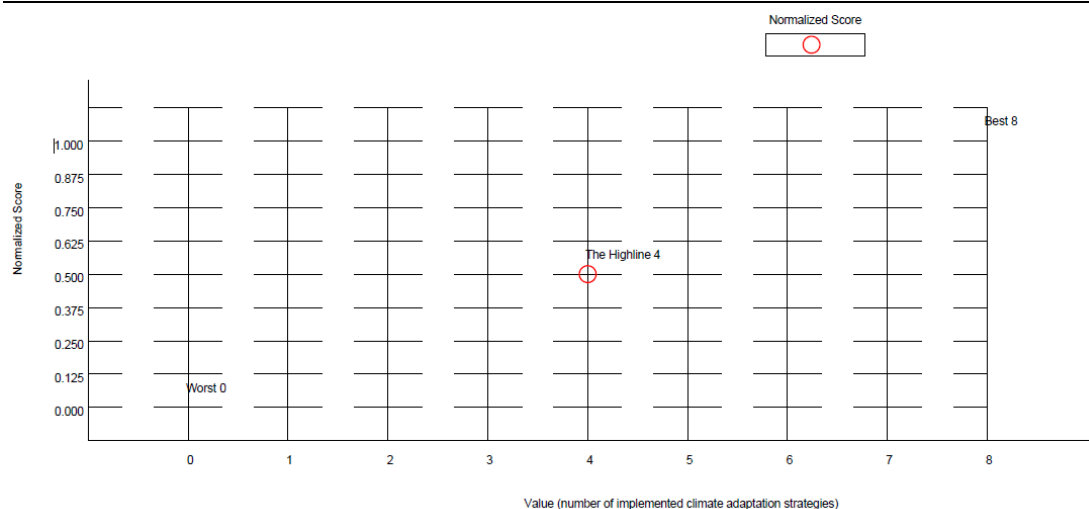 Normalized Score
Best 8
1.000
0.875
0.750
0.625
The Highline 4
0.500
0.375
0.250
0.125
Worst 0
0.000
Normalized Score
0 1 2 3 4 5 6 7 8
Value (number of implemented climate adaptation strategies)